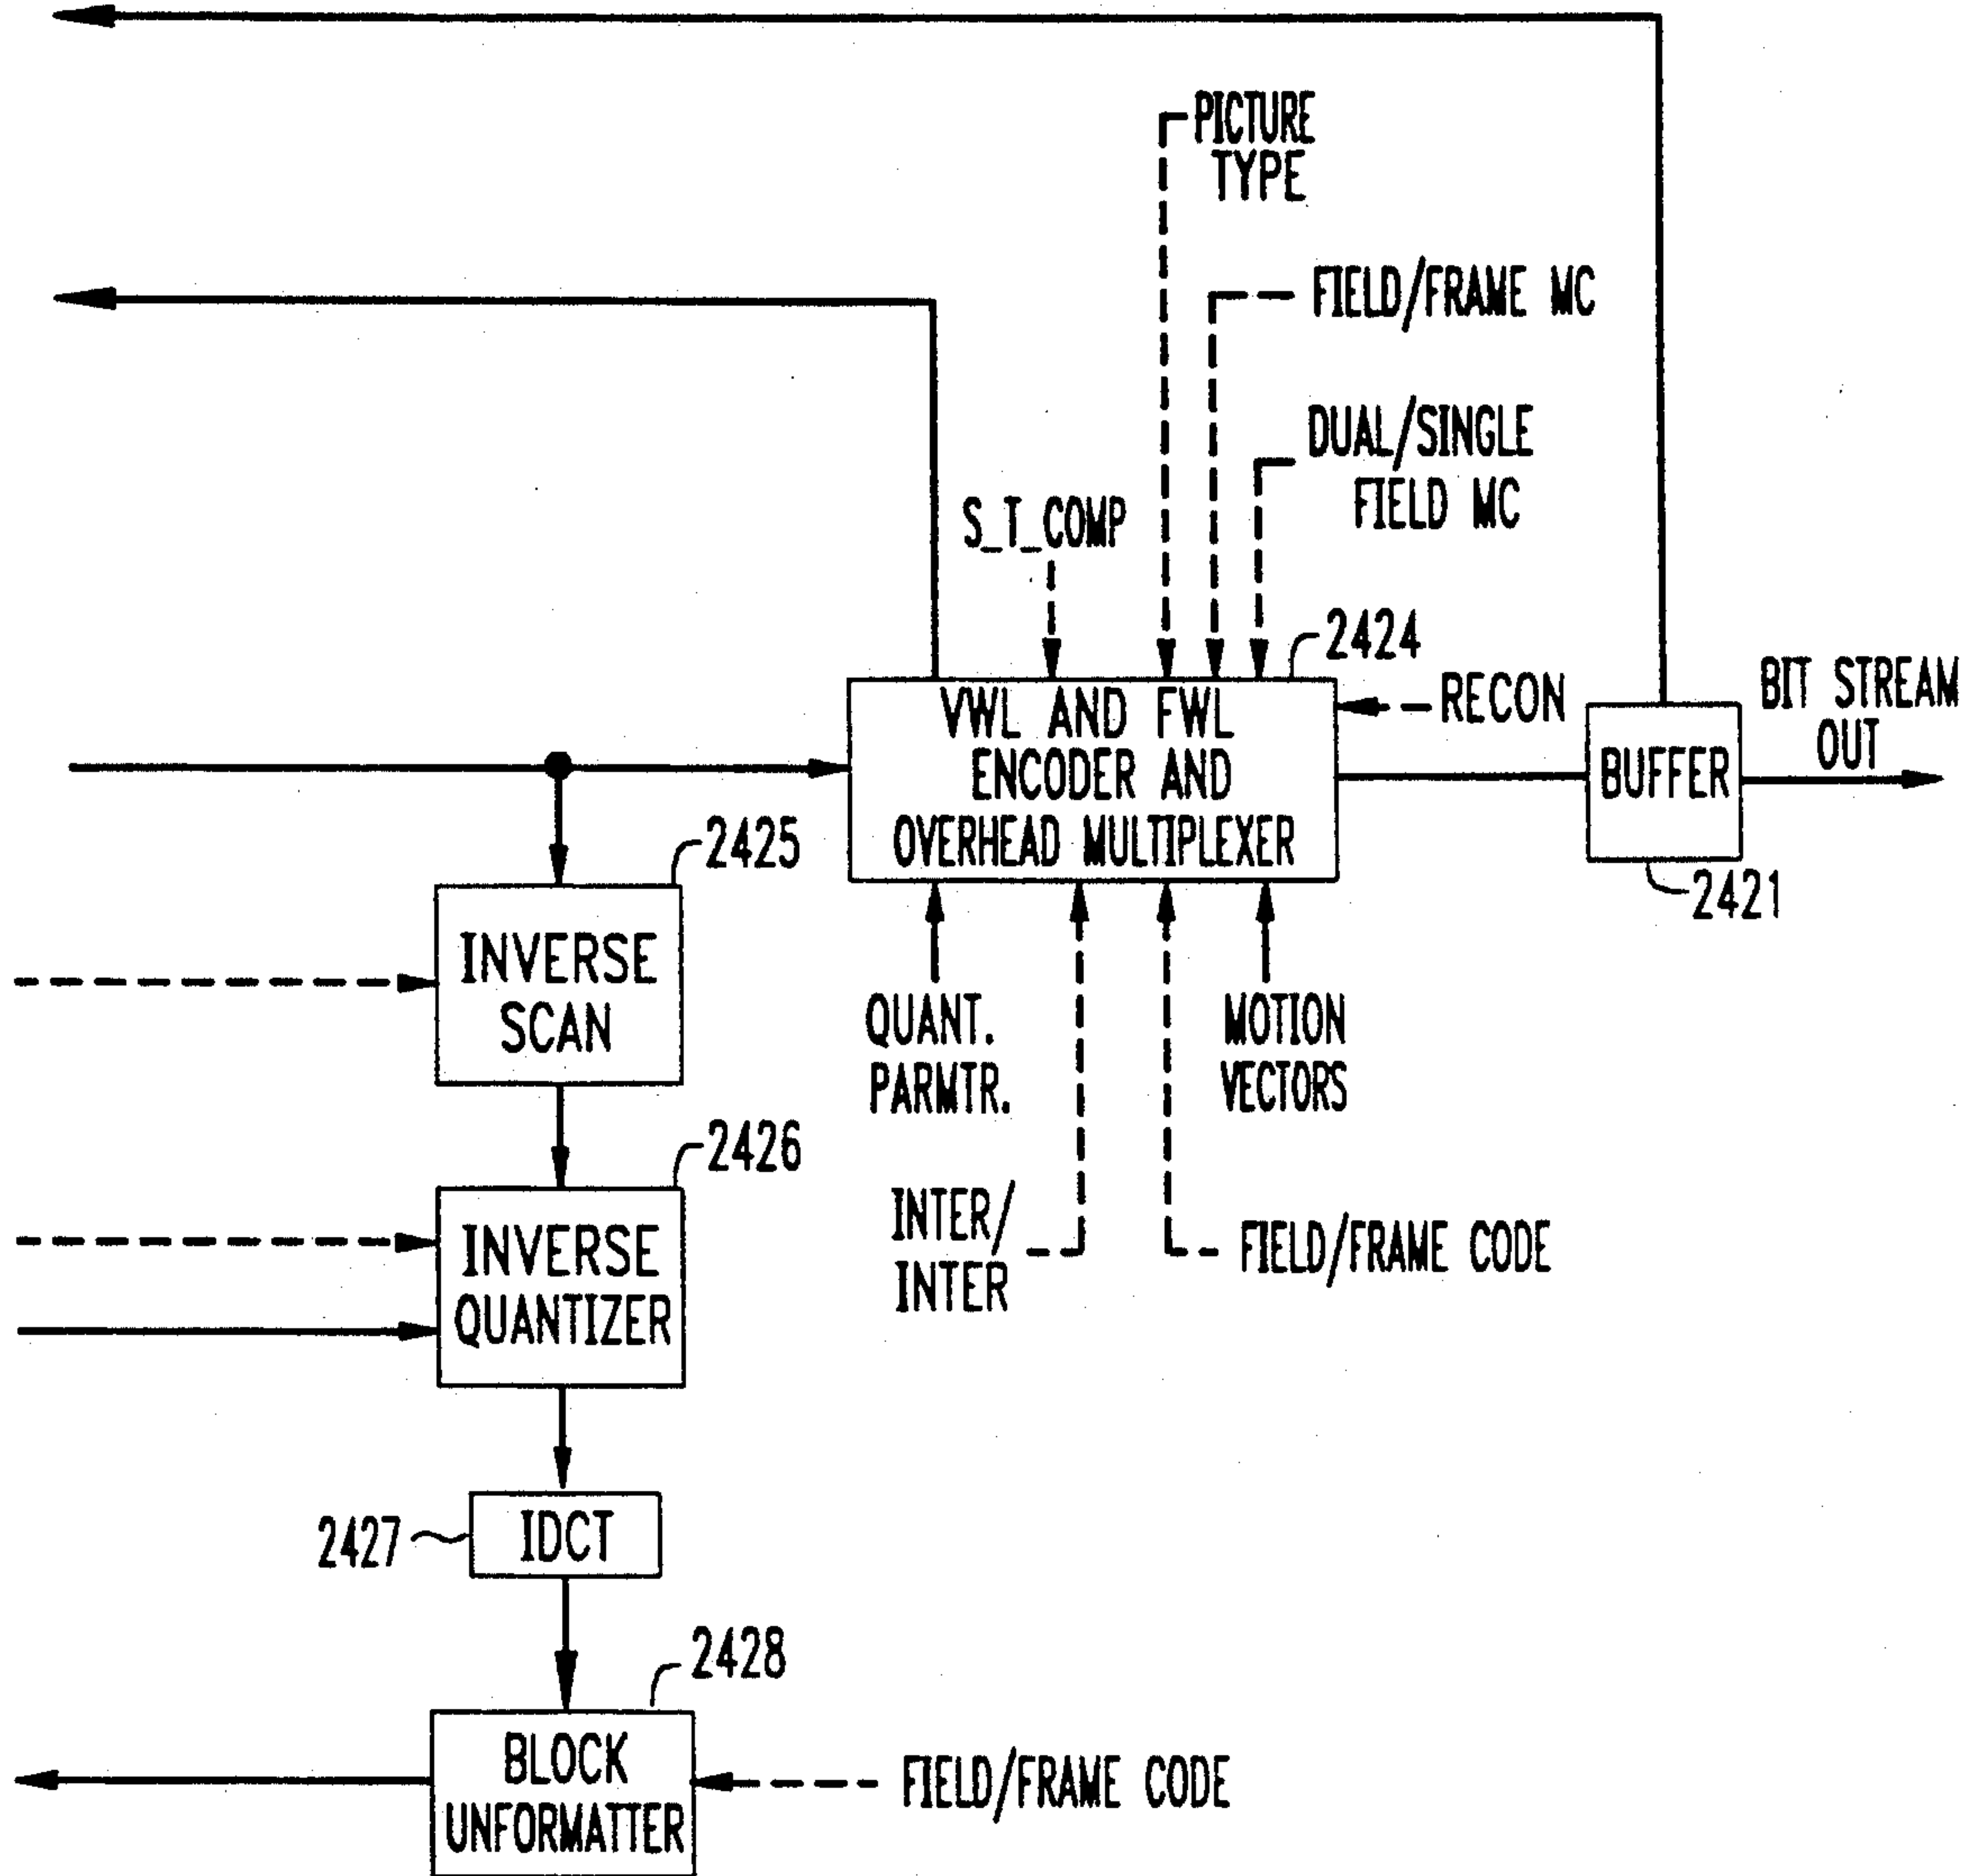 PICTURE
TYPE
FIELD/FRAME MC
DUAL/SINGLE
FIELD MC
S_T_COMP
2424
RECON
VWL AND FWL
ENCODER AND
OVERHEAD MULTIPLEXER
BIT STREAM
OUT
BUFFER
2421
2425
INVERSE
SCAN
QUANT.
PARMTR.
MOTION
VECTORS
2426
INVERSE
QUANTIZER
INTER/
INTER
FIELD/FRAME CODE
2427
IDCT
2428
BLOCK
UNFORMATTER
FIELD/FRAME CODE